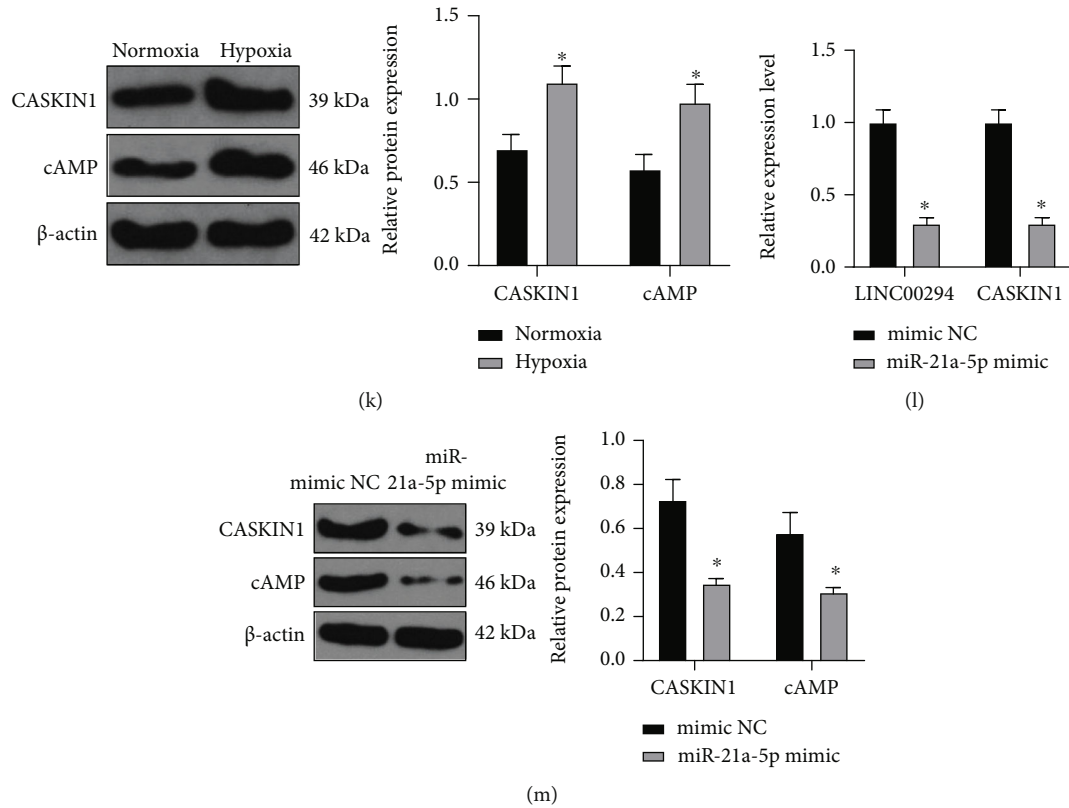 Normoxia Hypoxia
CASKIN1
39 kDa
cAMP
46 kDa
β-actin
42 kDa
Relative protein expression
1.5
1.0
0.5
0.0
* *
CASKIN1 cAMP
Normoxia
Hypoxia
(k)
Relative expression level
1.5
1.0
0.5
0.0
* *
LINC00294 CASKIN1
mimic NC
miR-21a-5p mimic
(l)
miR-
mimic NC 21a-5p mimic
CASKIN1
39 kDa
cAMP
46 kDa
β-actin
42 kDa
Relative protein expression
1.0
0.8
0.6
0.4
0.2
0.0
* *
CASKIN1 cAMP
mimic NC
miR-21a-5p mimic
(m)